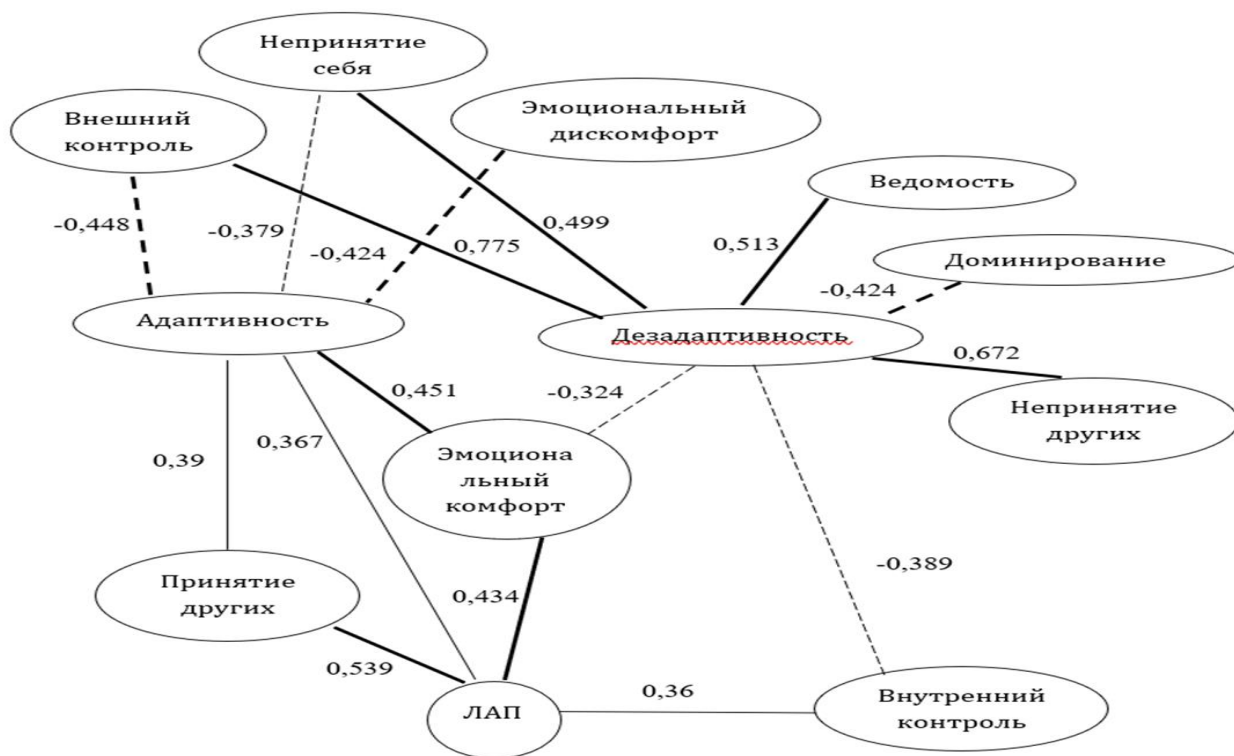 Непринятие
себя
Эмоциональный
дискомфорт
Внешний
контроль
Ведомость
-0,448
-0,379
-0,424
0,775
0,499
0,513
Доминирование
-0,424
Адаптивность
Дезадаптивность
0,672
0,451
-0,324
Непринятие
других
0,39
0,367
Эмоциона
льный
комфорт
Принятие
других
0,434
-0,389
0,539
ЛАП
0,36
Внутренний
контроль